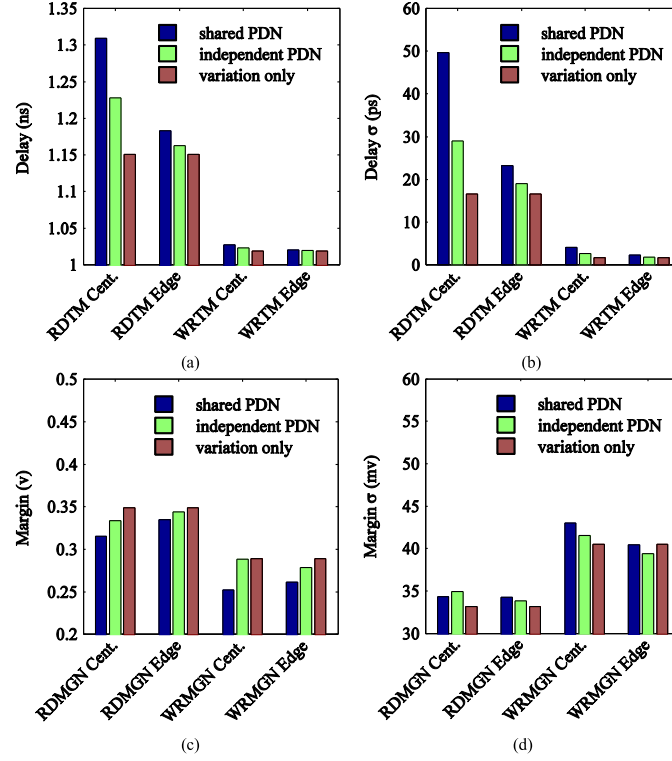 1.35
1.3
1.25
1.2
1.15
1.1
1.05
1
Delay (ns)
shared PDN
independent PDN
variation only
RDTM Cent.
RDTM Edge
WRTM Cent.
WRTM Edge
(a)
60
50
40
30
20
10
0
Delay σ (ps)
shared PDN
independent PDN
variation only
RDTM Cent.
RDTM Edge
WRTM Cent.
WRTM Edge
(b)
0.5
0.45
0.4
0.35
0.3
0.25
0.2
Margin (v)
shared PDN
independent PDN
variation only
RDMGN Cent.
RDMGN Edge
WRMGN Cent.
WRMGN Edge
(c)
60
55
50
45
40
35
30
Margin σ (mv)
shared PDN
independent PDN
variation only
RDMGN Cent.
RDMGN Edge
WRMGN Cent.
WRMGN Edge
(d)